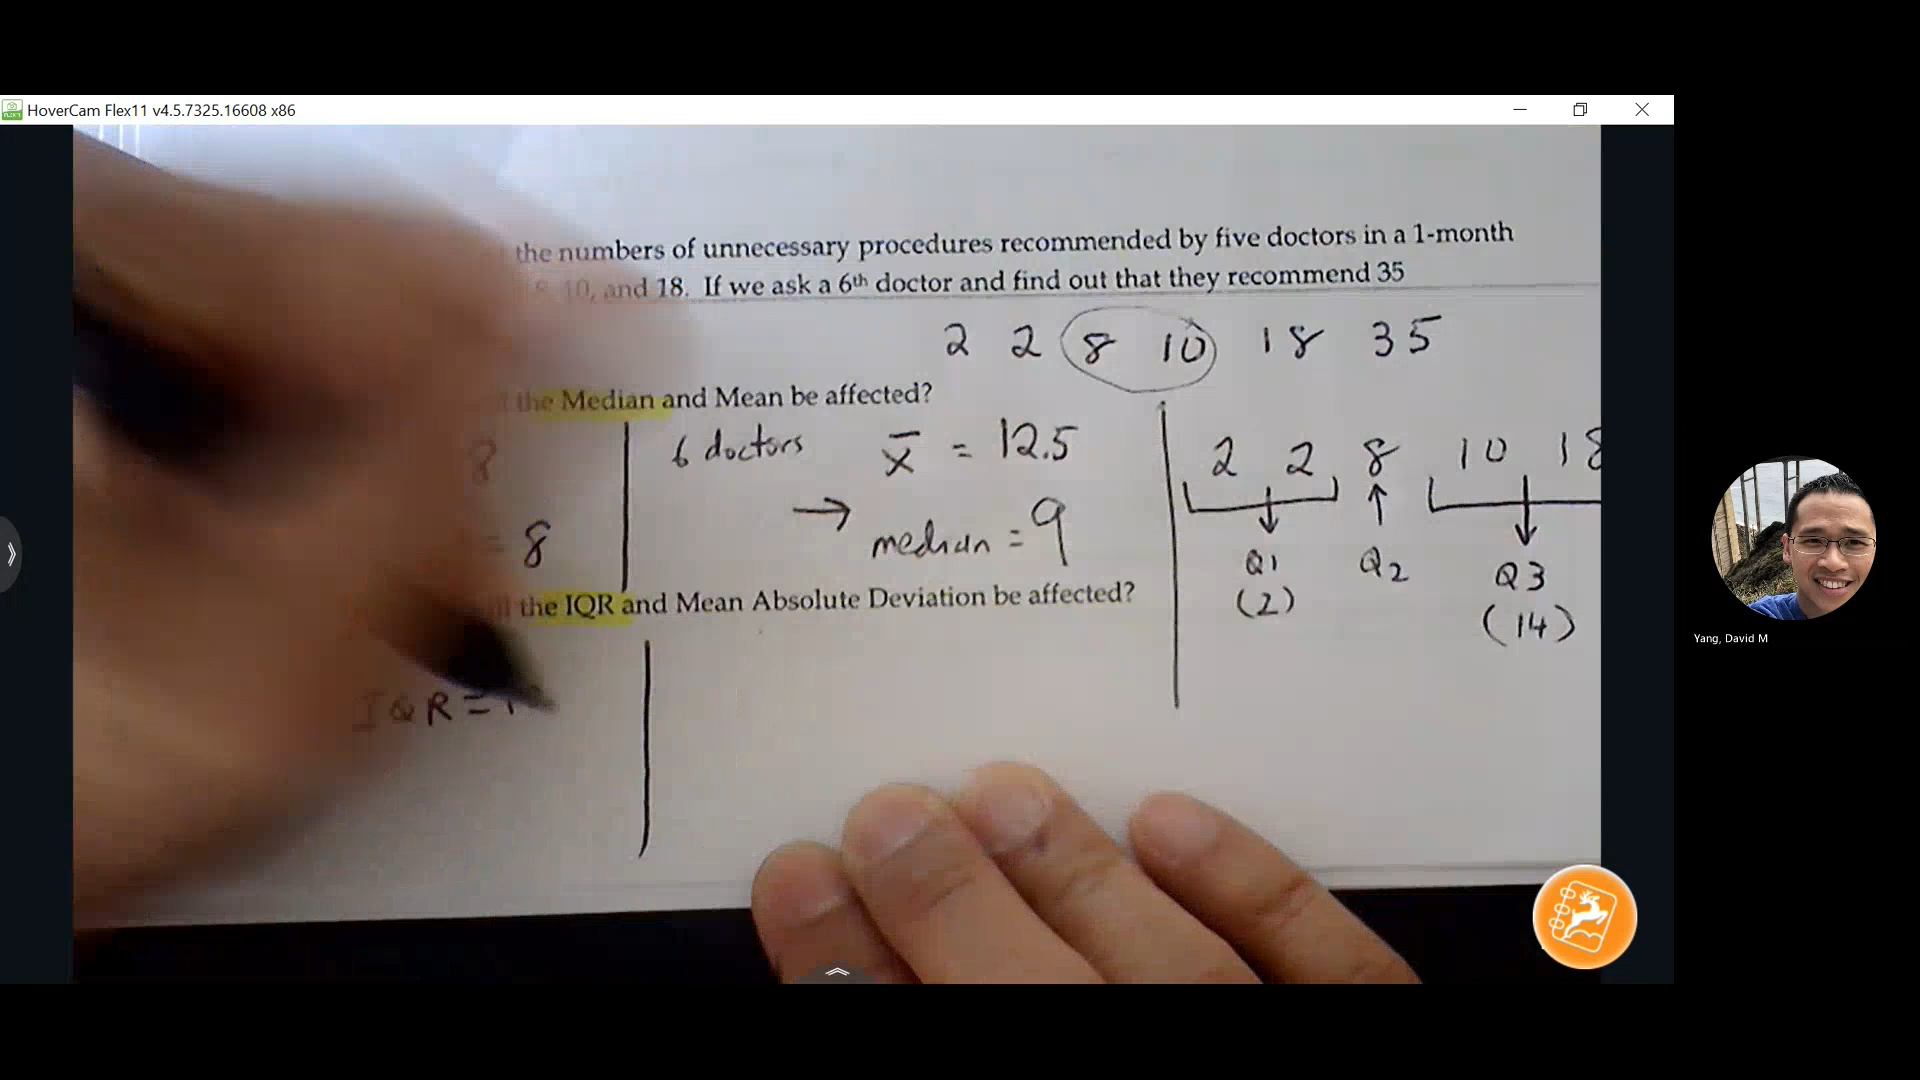 HoverCam Flex11 v4.5.7325.16608 x86
the numbers of unnecessary procedures recommended by five doctors in a 1-month
8, 10, and 18. If we ask a 6th doctor and find out that they recommend 35
2 2 8 10 18 35
the Median and Mean be affected?
6 doctors x̄ = 12.5
→ median = 9
= 8
2 2 8 10 18
↓ ↑ ↓
Q1 Q2 Q3
(2) (14)
the IQR and Mean Absolute Deviation be affected?
IQR =
Yang, David M